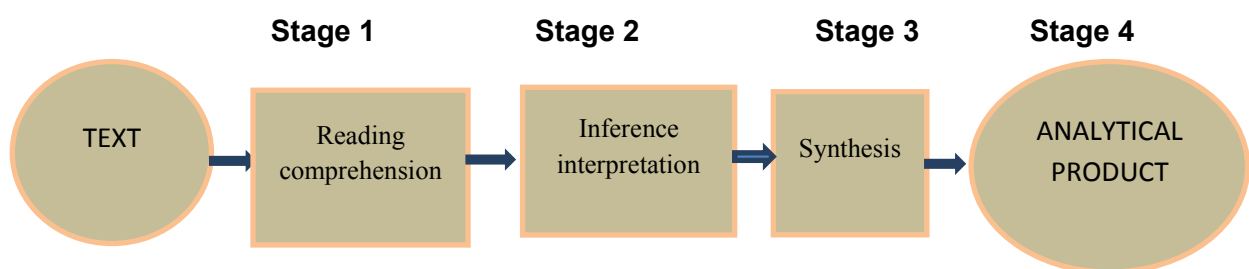 Stage 1 Stage 2 Stage 3 Stage 4
TEXT
Reading
comprehension
Inference
interpretation
Synthesis
ANALYTICAL
PRODUCT